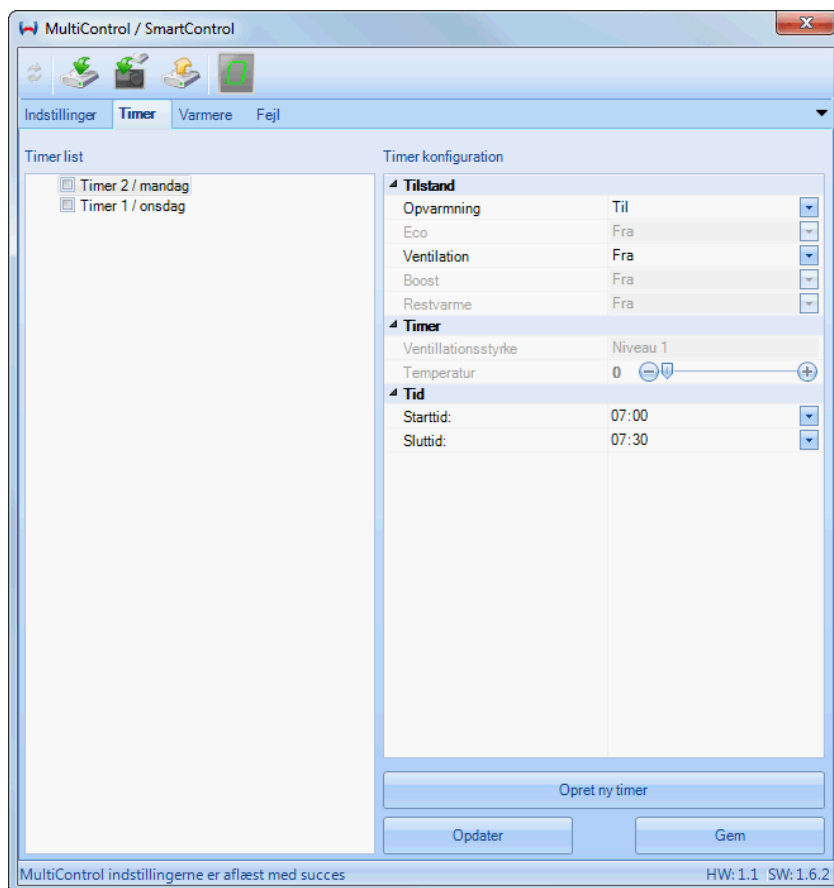 MultiControl / SmartControl
Indstillinger Timer Varmere Fejl
Timer list
Timer 2 / mandag
Timer 1 / onsdag
Timer konfiguration
Tilstand
Opvarmning Til
Eco Fra
Ventilation Fra
Boost Fra
Restvarme Fra
Timer
Ventillationsstyrke Niveau 1
Temperatur 0
Tid
Starttid: 07:00
Sluttid: 07:30
Opret ny timer
Opdater Gem
MultiControl indstillingerne er aflæst med succes HW: 1.1 SW: 1.6.2